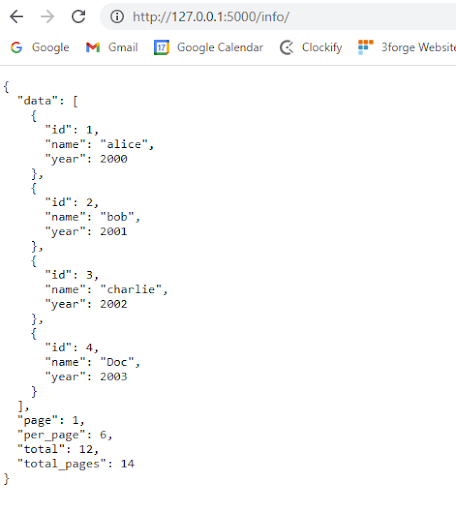 http://127.0.0.1:5000/info/
Google Gmail 17 Google Calendar Clockify 3forge Website
{
  "data": [
    {
      "id": 1,
      "name": "alice",
      "year": 2000
    },
    {
      "id": 2,
      "name": "bob",
      "year": 2001
    },
    {
      "id": 3,
      "name": "charlie",
      "year": 2002
    },
    {
      "id": 4,
      "name": "Doc",
      "year": 2003
    }
  ],
  "page": 1,
  "per_page": 6,
  "total": 12,
  "total_pages": 14
}